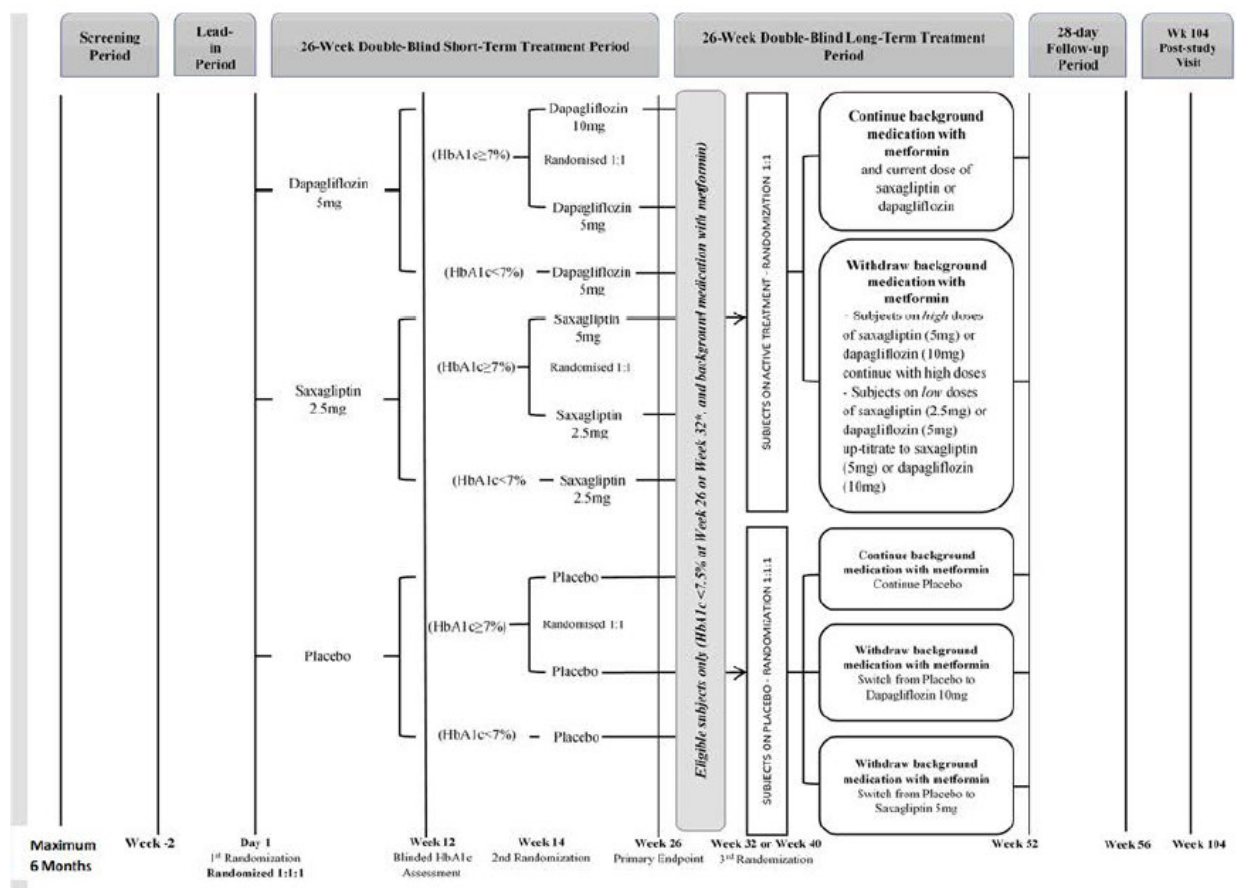 Screening
Period
Lead-
in
Period
26-Week Double-Blind Short-Term Treatment Period
26-Week Double-Blind Long-Term Treatment
Period
28-day
Follow-up
Period
Wk 104
Post-study
Visit
Dapagliflozin
5mg
(HbA1c≥7%)
Dapagliflozin
10mg
Randomised 1:1
Dapagliflozin
5mg
(HbA1c<7%)
Dapagliflozin
5mg
Saxagliptin
2.5mg
(HbA1c≥7%)
Saxagliptin
5mg
Randomised 1:1
Saxagliptin
2.5mg
(HbA1c<7%
Saxagliptin
2.5mg
Placebo
(HbA1c≥7%)
Placebo
Randomised 1:1
Placebo
(HbA1c<7%)
Placebo
Eligible subjects only (HbA1c <7.5% at Week 26 or Week 32*, and background medication with metformin)
SUBJECTS ON ACTIVE TREATMENT - RANDOMIZATION 1:1
Continue background
medication with
metformin
and current dose of
saxagliptin or
dapagliflozin
Withdraw background
medication with
metformin
- Subjects on high doses
of saxagliptin (5mg) or
dapagliflozin (10mg)
continue with high doses
- Subjects on low doses
of saxagliptin (2.5mg) or
dapagliflozin (5mg)
up-titrate to saxagliptin
(5mg) or dapagliflozin
(10mg)
SUBJECTS ON PLACEBO - RANDOMIZATION 1:1:1
Continue background
medication with metformin
Continue Placebo
Withdraw background
medication with metformin
Switch from Placebo to
Dapagliflozin 10mg
Withdraw background
medication with metformin
Switch from Placebo to
Saxagliptin 5mg
Maximum
6 Months
Week -2
Day 1
1st Randomization
Randomized 1:1:1
Week 12
Blinded HbA1c
Assessment
Week 14
2nd Randomization
Week 26
Primary Endpoint
Week 32 or Week 40
3rd Randomization
Week 52
Week 56
Week 104